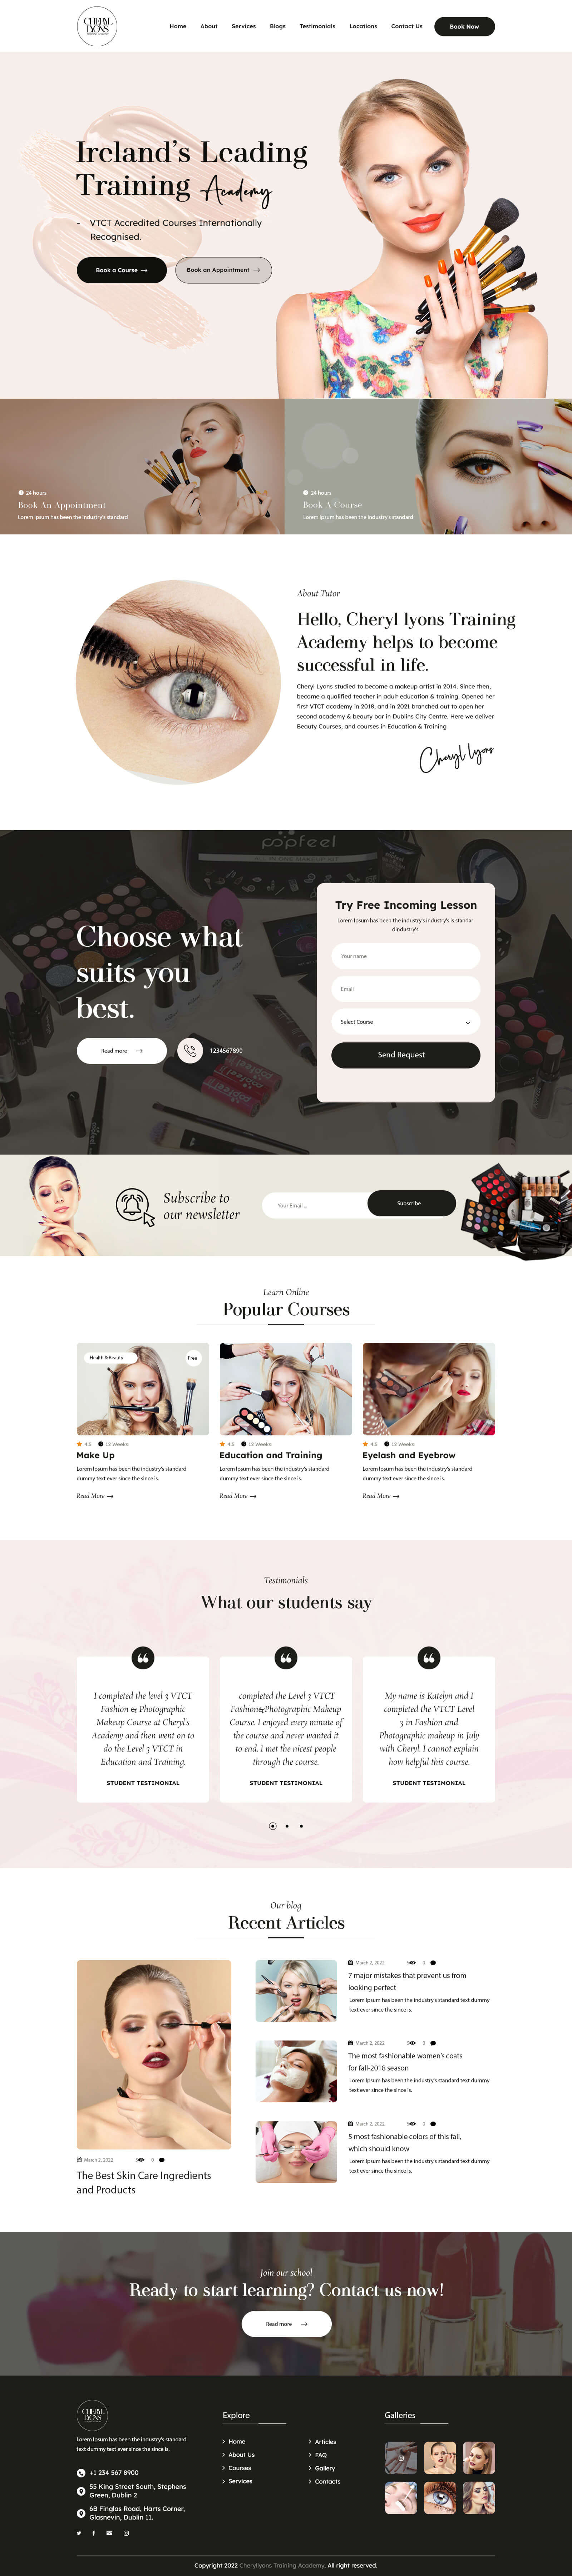 CHERYL
LYONS
Home About Services Blogs Testimonials Locations Contact Us Book Now
Ireland's Leading
Training Academy
- VTCT Accredited Courses Internationally
Recognised.
Book a Course
Book an Appointment
24 hours
Book An Appointment
Lorem Ipsum has been the industry's standard
24 hours
Book A Course
Lorem Ipsum has been the industry's standard
About Tutor
Hello, Cheryl lyons Training
Academy helps to become
successful in life.
Cheryl Lyons studied to become a makeup artist in 2014. Since then,
became a qualified teacher in adult education & training. Opened her
first VTCT academy in 2018, and in 2021 branched out to open her
second academy & beauty bar in Dublins City Centre. Here we deliver
Beauty Courses, and courses in Education & Training
Cheryl lyons
popfeel
Choose what
suits you
best.
Read more
1234567890
Try Free Incoming Lesson
Lorem Ipsum has been the industry's industry's is standar
dindustry's
Your name
Email
Select Course
Send Request
Subscribe to
our newsletter
Your Email ...
Subscribe
Learn Online
Popular Courses
Health & Beauty
Free
4.5 12 Weeks
Make Up
Lorem Ipsum has been the industry's standard
dummy text ever since the since is.
Read More
4.5 12 Weeks
Education and Training
Lorem Ipsum has been the industry's standard
dummy text ever since the since is.
Read More
4.5 12 Weeks
Eyelash and Eyebrow
Lorem Ipsum has been the industry's standard
dummy text ever since the since is.
Read More
Testimonials
What our students say
I completed the level 3 VTCT
Fashion & Photographic
Makeup Course at Cheryl's
Academy and then went on to
do the Level 3 VTCT in
Education and Training.
STUDENT TESTIMONIAL
completed the Level 3 VTCT
Fashion&Photographic Makeup
Course. I enjoyed every minute of
the course and never wanted it
to end. I met the nicest people
through the course.
STUDENT TESTIMONIAL
My name is Katelyn and I
completed the VTCT Level
3 in Fashion and
Photographic makeup in July
with Cheryl. I cannot explain
how helpful this course.
STUDENT TESTIMONIAL
Our blog
Recent Articles
March 2, 2022 0
The Best Skin Care Ingredients
and Products
March 2, 2022 0
7 major mistakes that prevent us from
looking perfect
Lorem Ipsum has been the industry's standard text dummy
text ever since the since is.
March 2, 2022 0
The most fashionable women's coats
for fall-2018 season
Lorem Ipsum has been the industry's standard text dummy
text ever since the since is.
March 2, 2022 0
5 most fashionable colors of this fall,
which should know
Lorem Ipsum has been the industry's standard text dummy
text ever since the since is.
Join our school
Ready to start learning? Contact us now!
Read more
CHERYL
LYONS
Lorem Ipsum has been the industry's standard
text dummy text ever since the since is.
+1 234 567 8900
55 King Street South, Stephens
Green, Dublin 2
6B Finglas Road, Harts Corner,
Glasnevin, Dublin 11.
Explore
Home
About Us
Courses
Services
Articles
FAQ
Gallery
Contacts
Galleries
Copyright 2022 Cheryllyons Training Academy. All right reserved.